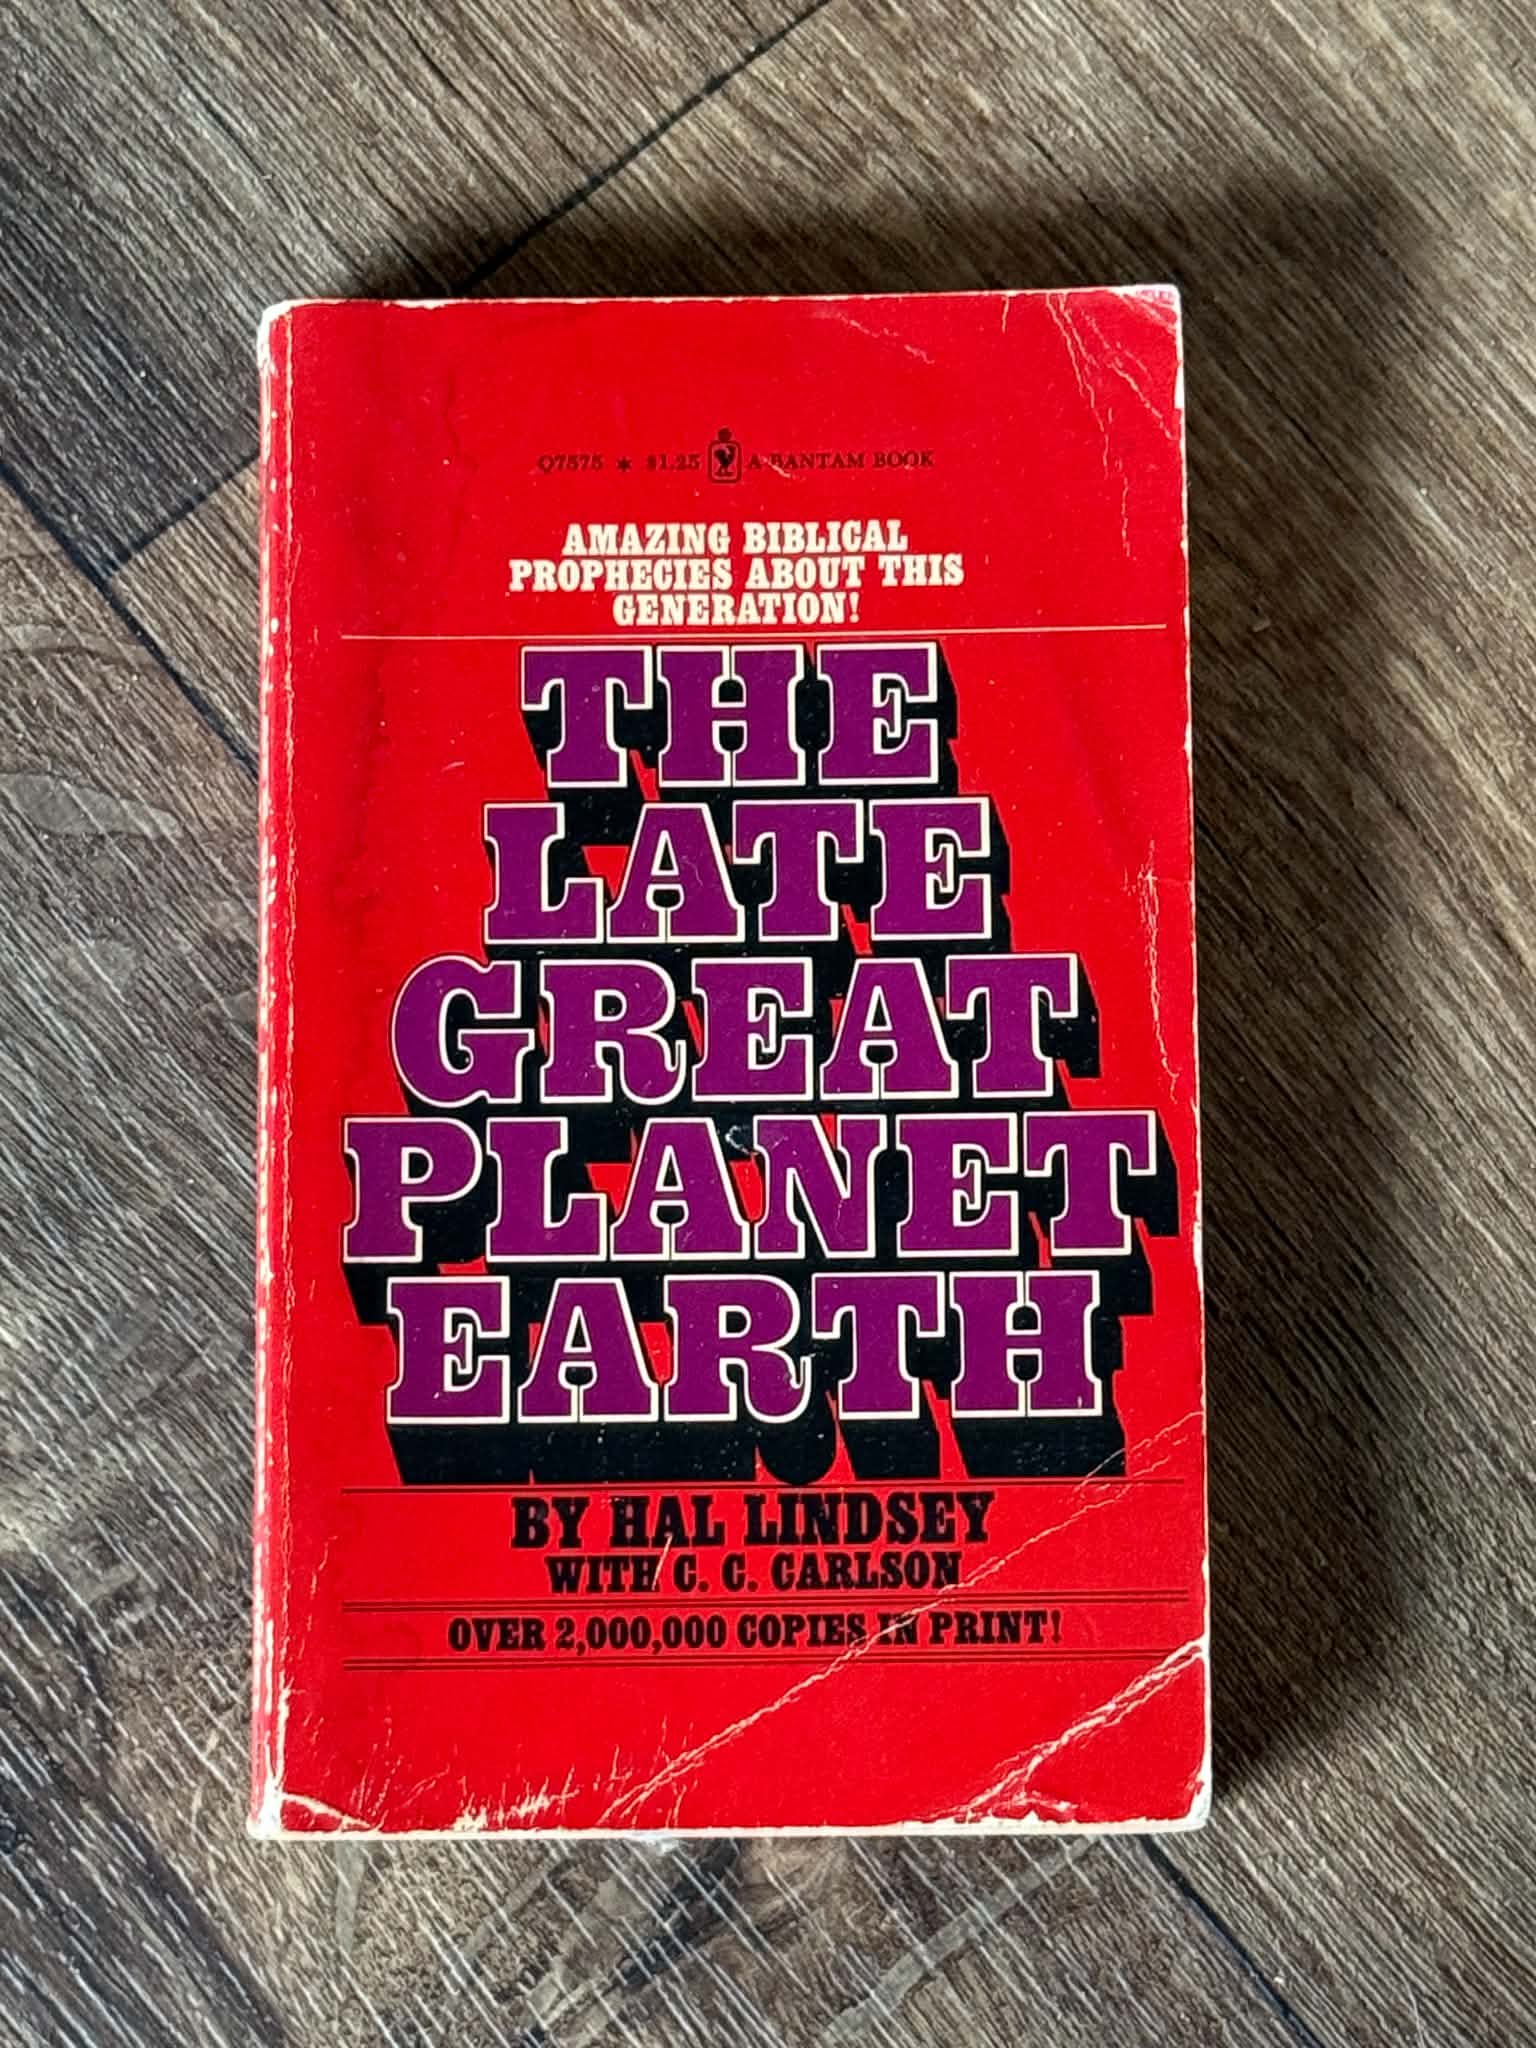 Q7575 ★ $1.25 A BANTAM BOOK
AMAZING BIBLICAL
PROPHECIES ABOUT THIS
GENERATION!
THE
LATE
GREAT
PLANET
EARTH
BY HAL LINDSEY
WITH C. C. CARLSON
OVER 2,000,000 COPIES IN PRINT!